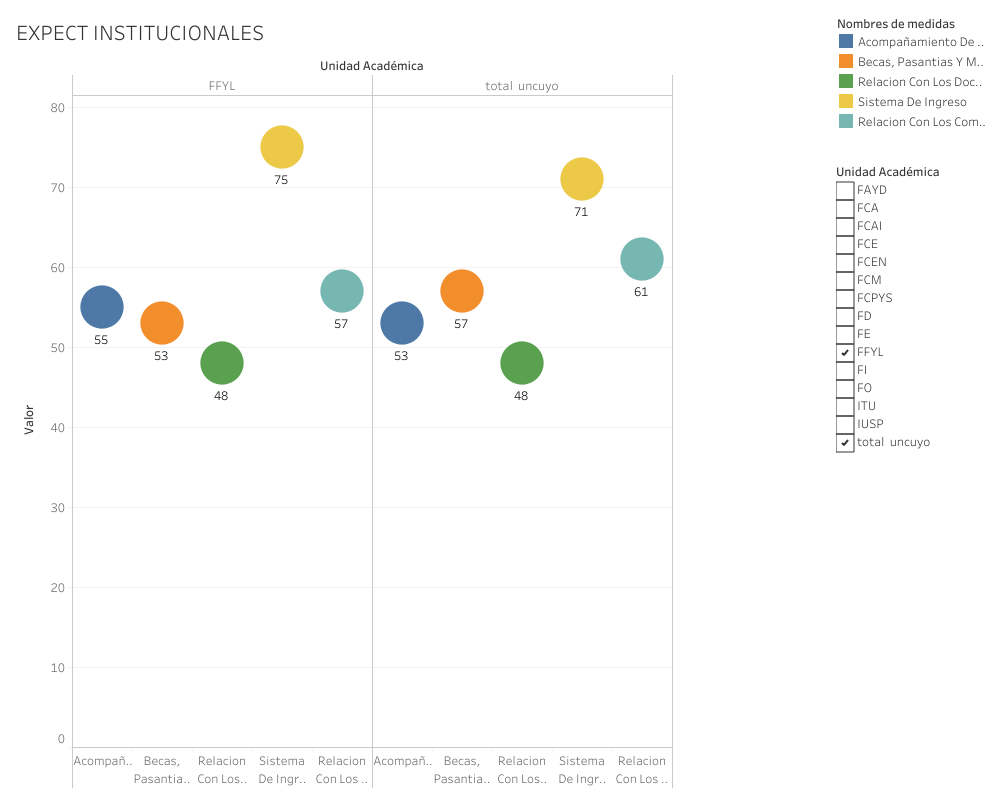 EXPECT INSTITUCIONALES
Unidad Académica
FFYL
total uncuyo
80
70
60
50
40
30
20
10
0
Valor
55
53
48
75
57
53
57
48
71
61
Acompañ..
Becas,
Pasantia..
Relacion
Con Los..
Sistema
De Ingr..
Relacion
Con Los ..
Acompañ..
Becas,
Pasantia..
Relacion
Con Los..
Sistema
De Ingr..
Relacion
Con Los ..
Nombres de medidas
Acompañamiento De ..
Becas, Pasantias Y M..
Relacion Con Los Doc..
Sistema De Ingreso
Relacion Con Los Com..
Unidad Académica
FAYD
FCA
FCAI
FCE
FCEN
FCM
FCPYS
FD
FE
FFYL
FI
FO
ITU
IUSP
total uncuyo